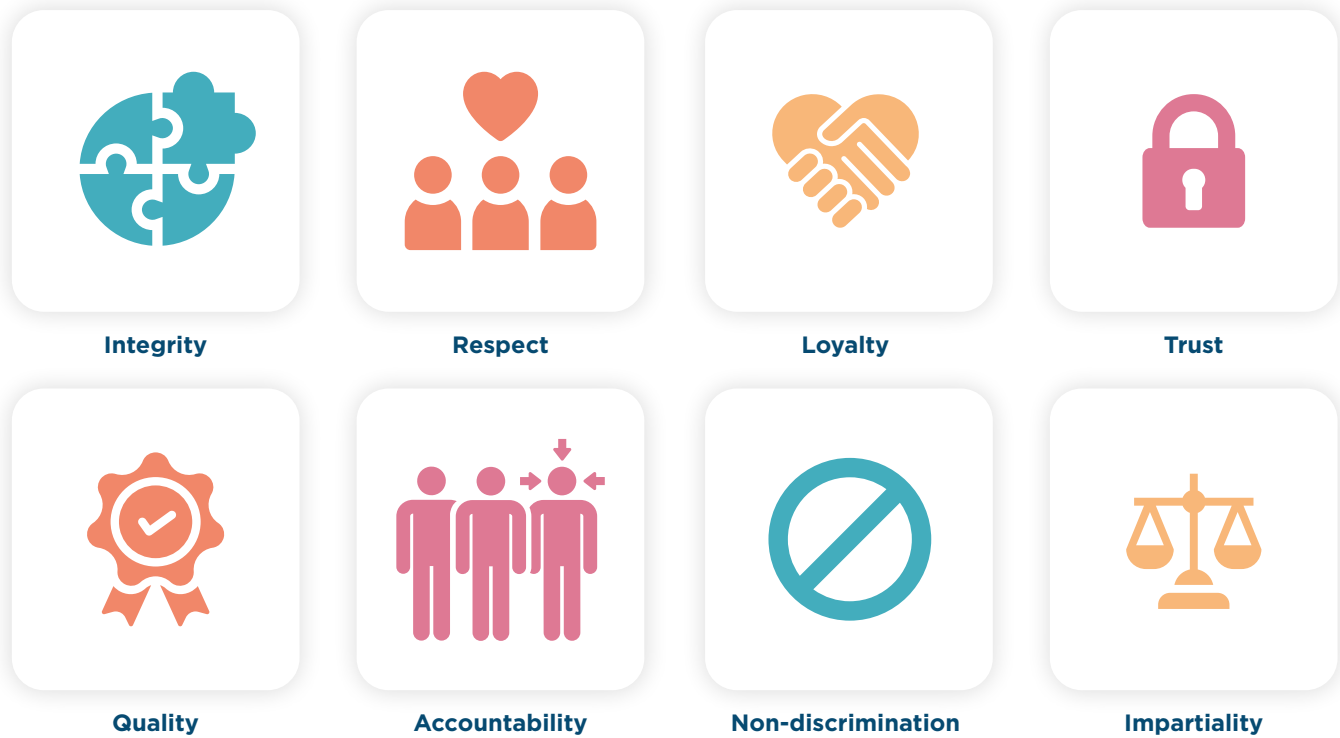 Integrity
Respect
Loyalty
Trust
Quality
Accountability
Non-discrimination
Impartiality